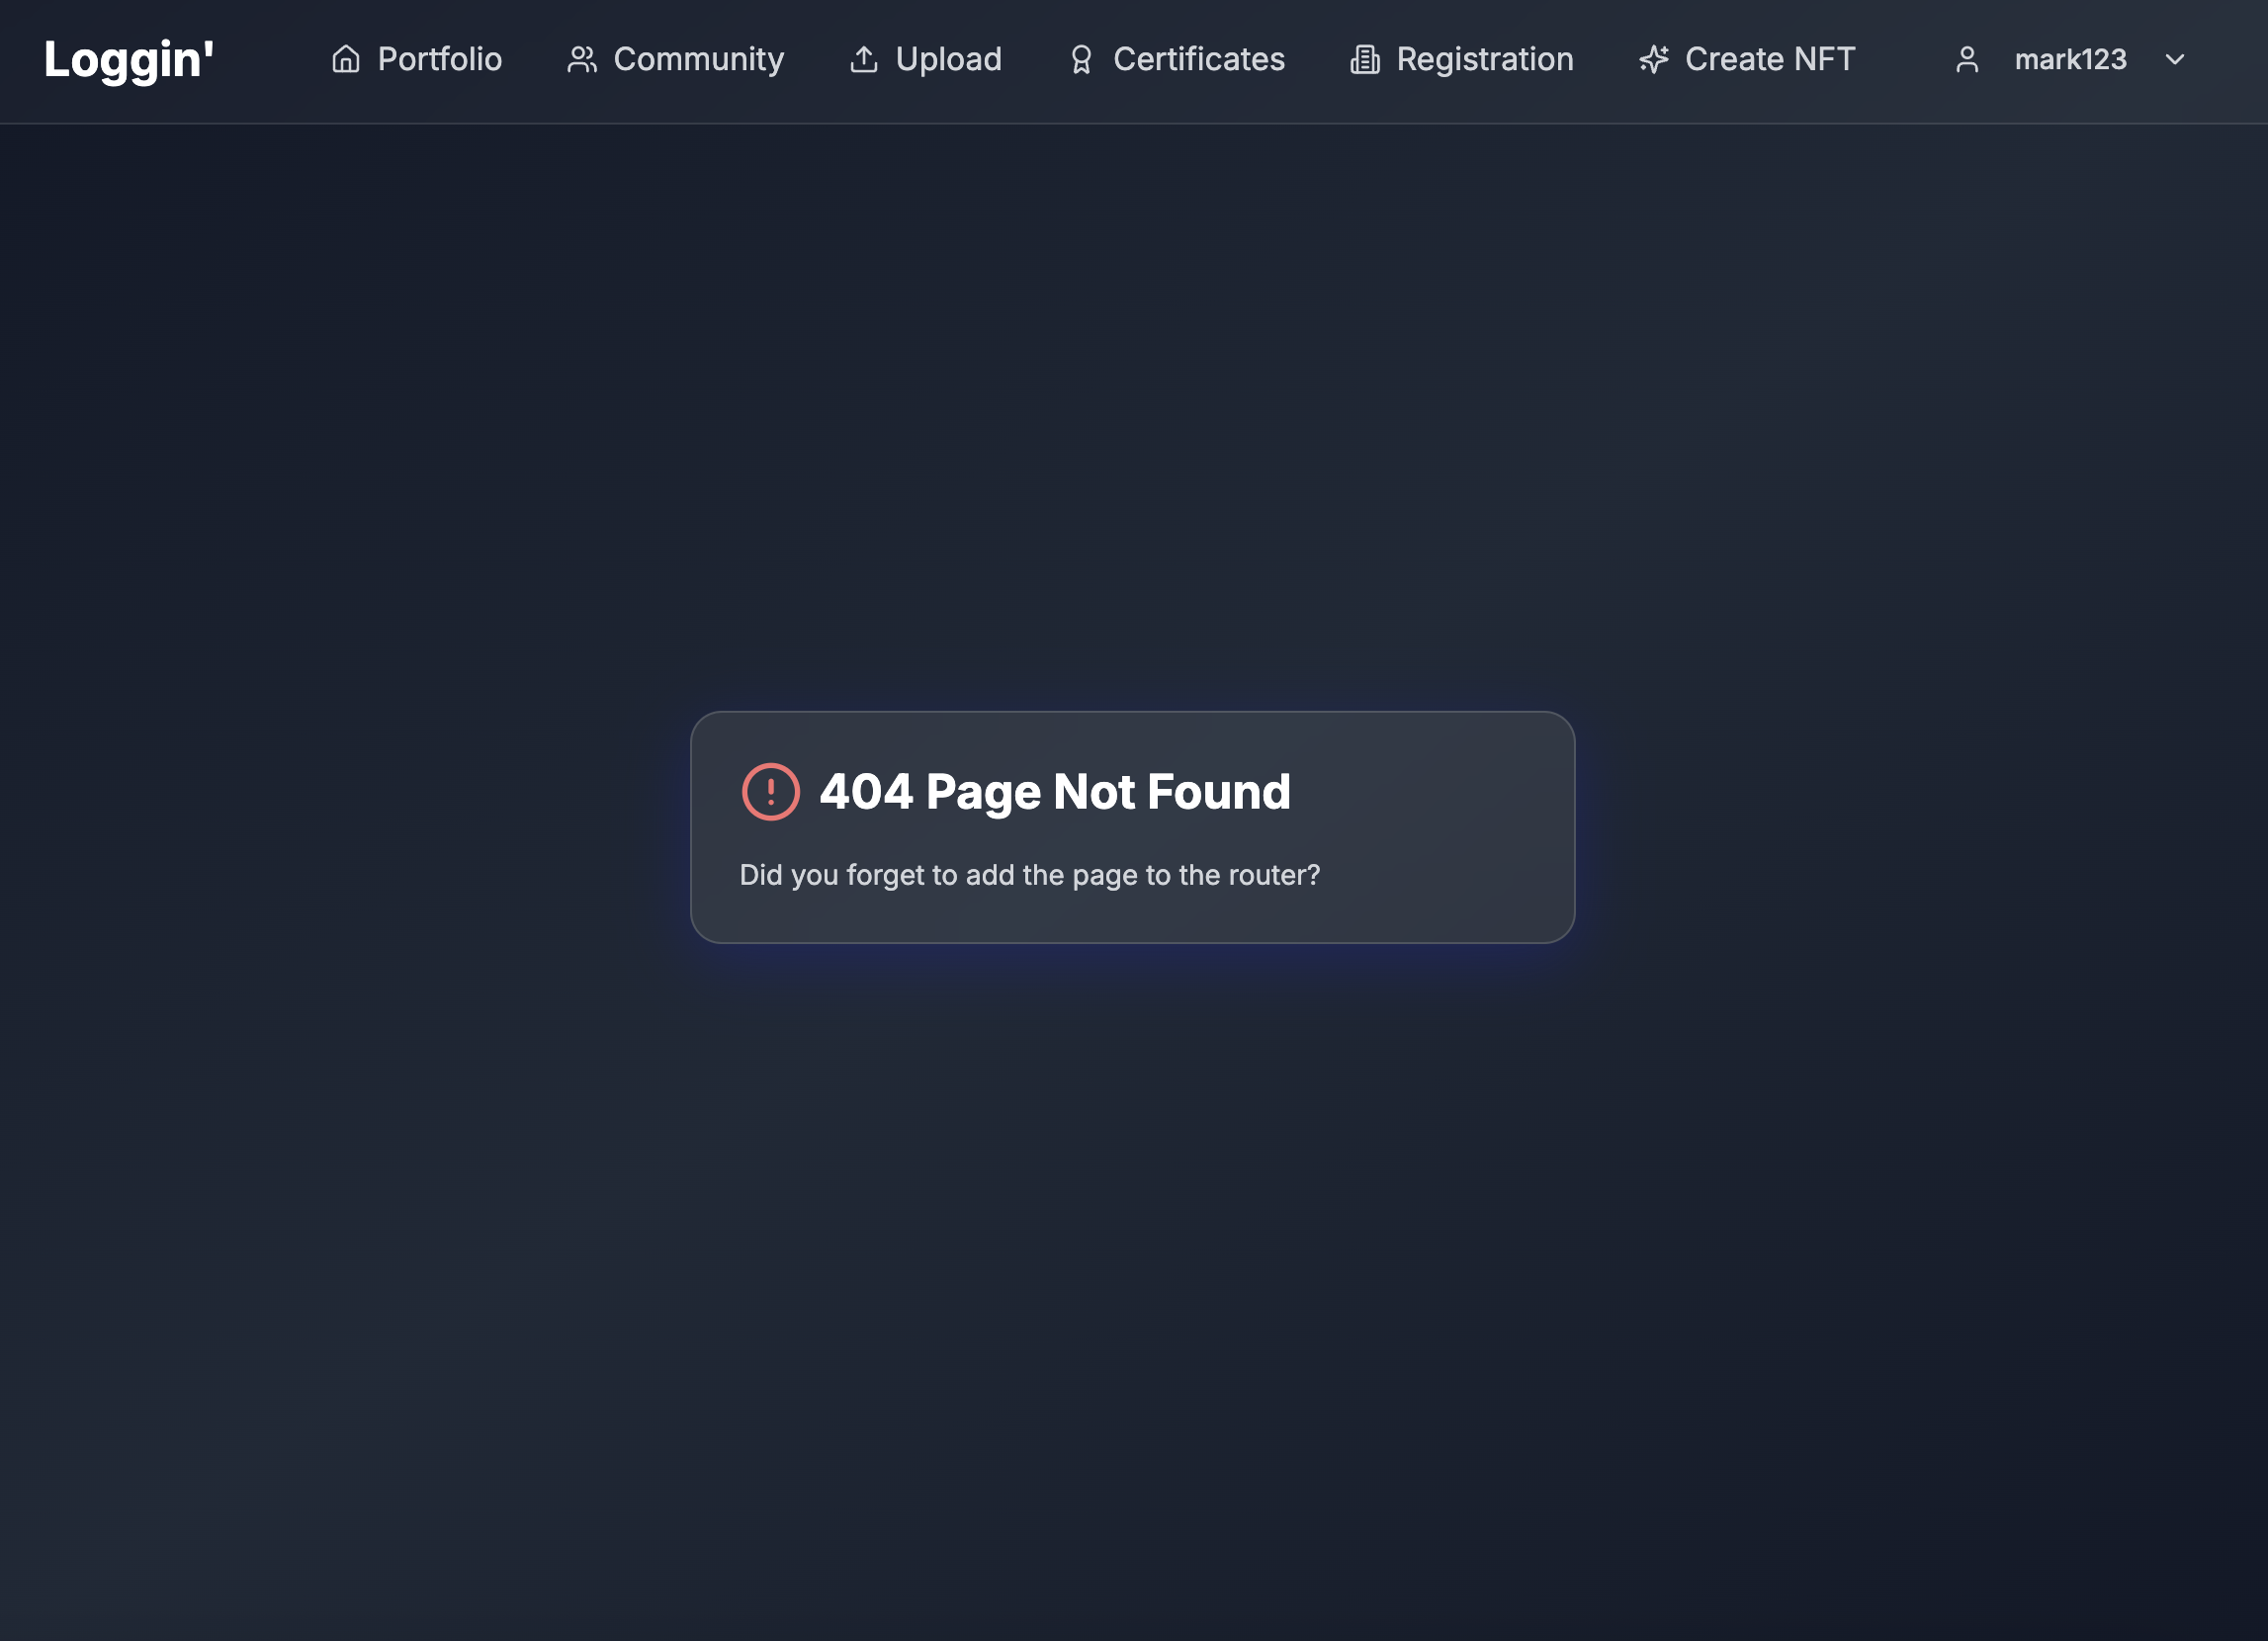 Loggin' Portfolio Community Upload Certificates Registration Create NFT mark123
404 Page Not Found
Did you forget to add the page to the router?